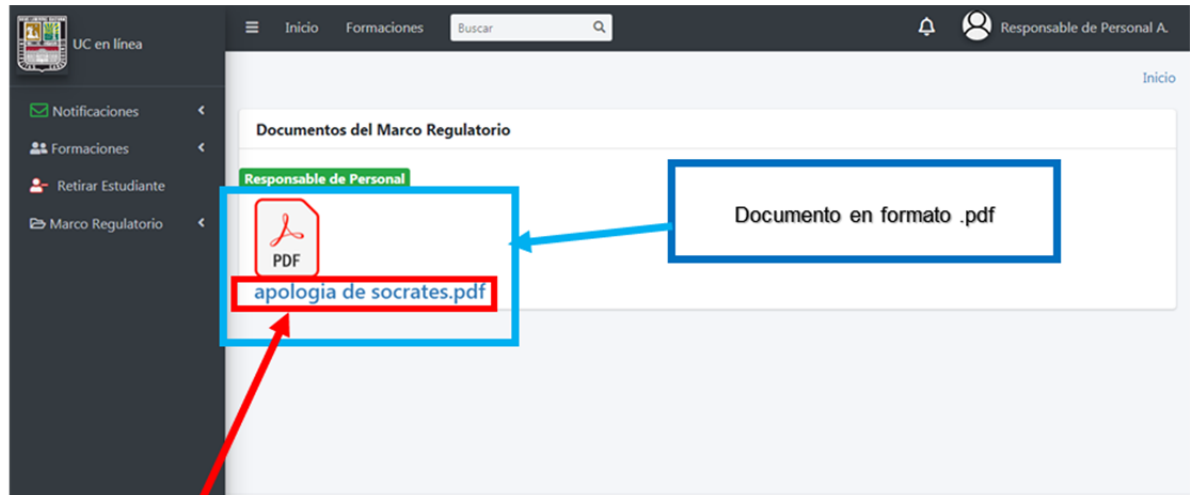 UC en línea
Inicio Formaciones Buscar Responsable de Personal A.
Inicio
Notificaciones
Formaciones
Retirar Estudiante
Marco Regulatorio
Documentos del Marco Regulatorio
Responsable de Personal
PDF
apologia de socrates.pdf
Documento en formato .pdf